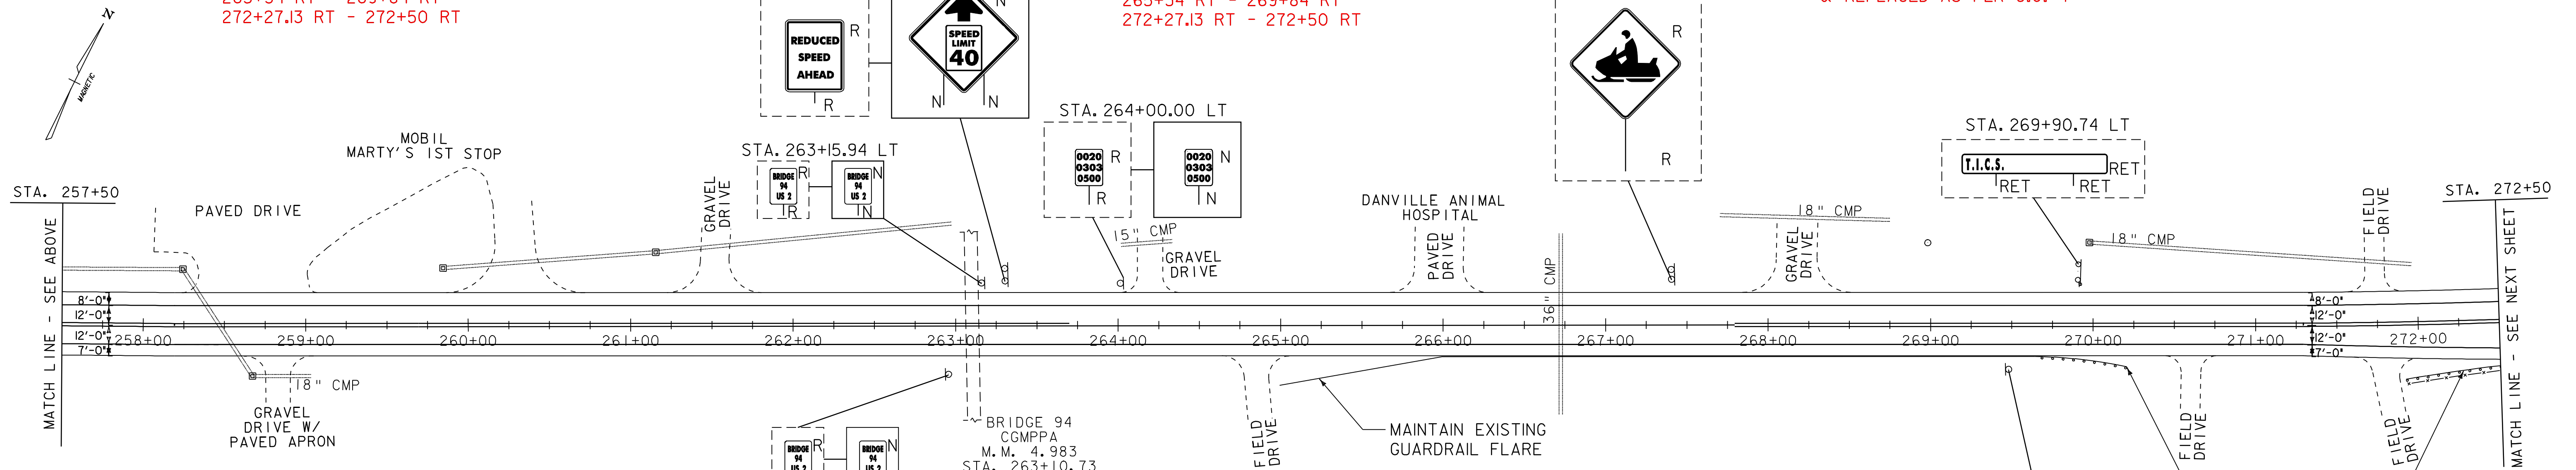 272+27.13 RT - 272+50 RT
272+27.13 RT - 272+50 RT
N
MAGNETIC
REDUCED
SPEED
AHEAD
R
R
N
SPEED
LIMIT
40
N
N
R
R
STA. 264+00.00 LT
0020
0303
0500
R
R
0020
0303
0500
N
N
STA. 269+90.74 LT
T.I.C.S.
RET
RET
RET
MOBIL
MARTY'S 1ST STOP
STA. 263+15.94 LT
BRIDGE
94
US 2
R
R
BRIDGE
94
US 2
N
N
STA. 257+50
PAVED DRIVE
GRAVEL
DRIVE
15" CMP
GRAVEL
DRIVE
DANVILLE ANIMAL
HOSPITAL
PAVED
DRIVE
36" CMP
18" CMP
GRAVEL
DRIVE
18" CMP
FIELD
DRIVE
STA. 272+50
MATCH LINE - SEE ABOVE
8'-0"
12'-0"
12'-0"
7'-0"
258+00
259+00
260+00
261+00
262+00
263+00
264+00
265+00
266+00
267+00
268+00
269+00
270+00
271+00
272+00
8'-0"
12'-0"
12'-0"
7'-0"
MATCH LINE - SEE NEXT SHEET
18" CMP
GRAVEL
DRIVE W/
PAVED APRON
BRIDGE
94
US 2
R
BRIDGE
94
US 2
N
BRIDGE 94
CGMPPA
M.M. 4.983
STA. 263+10.73
FIELD
DRIVE
MAINTAIN EXISTING
GUARDRAIL FLARE
FIELD
DRIVE
FIELD
DRIVE